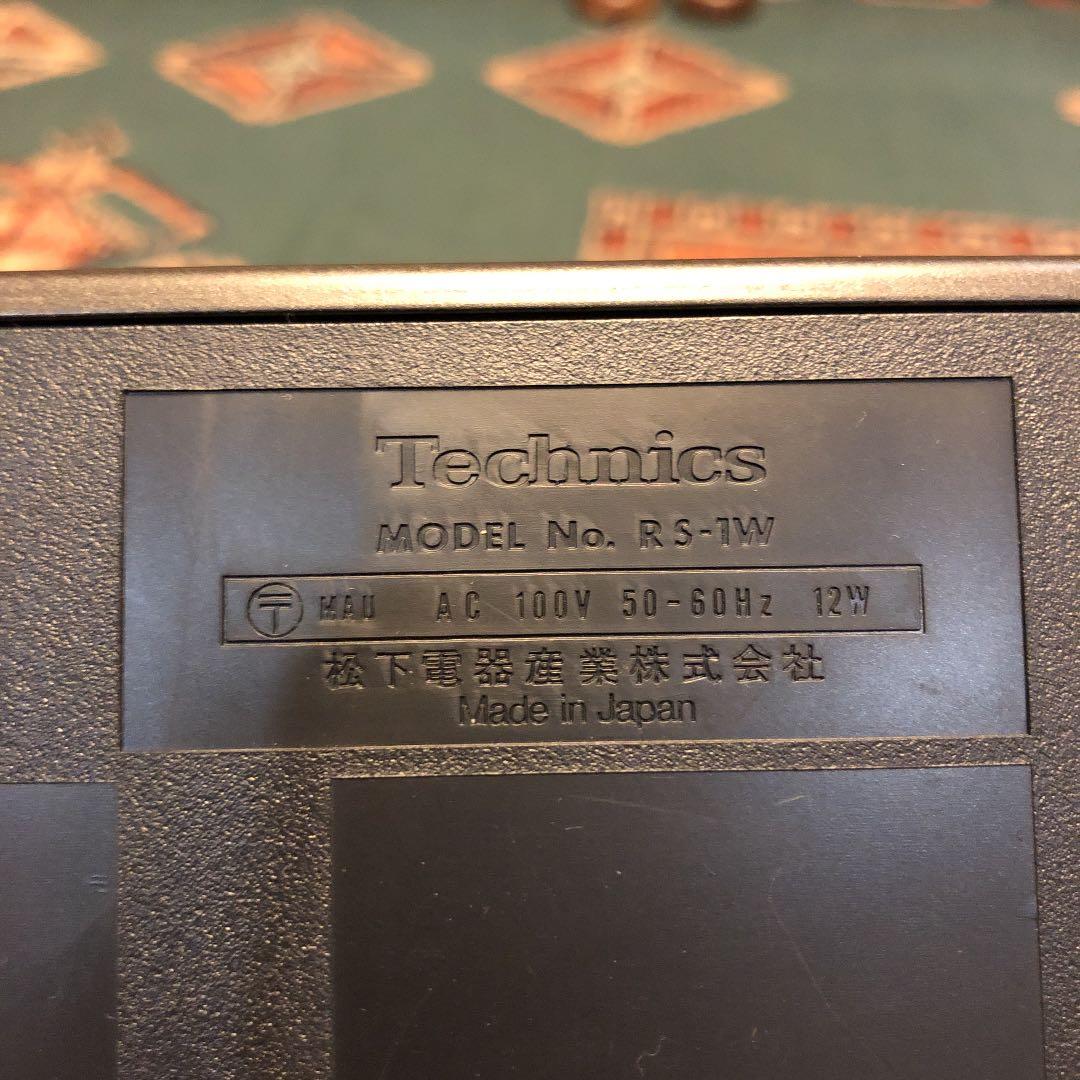 Technics
MODEL No. RS-1W
〒 MAU AC 100V 50-60Hz 12W
松下電器産業株式会社
Made in Japan